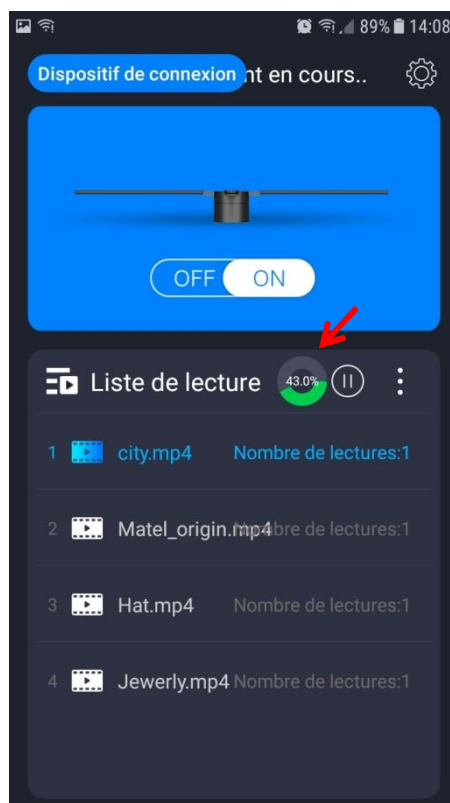 89% 14:08
Dispositif de connexion nt en cours..
OFF ON
Liste de lecture 43.0%
1 city.mp4 Nombre de lectures:1
2 Matel_origin.mp4 bre de lectures:1
3 Hat.mp4 Nombre de lectures:1
4 Jewerly.mp4 Nombre de lectures:1